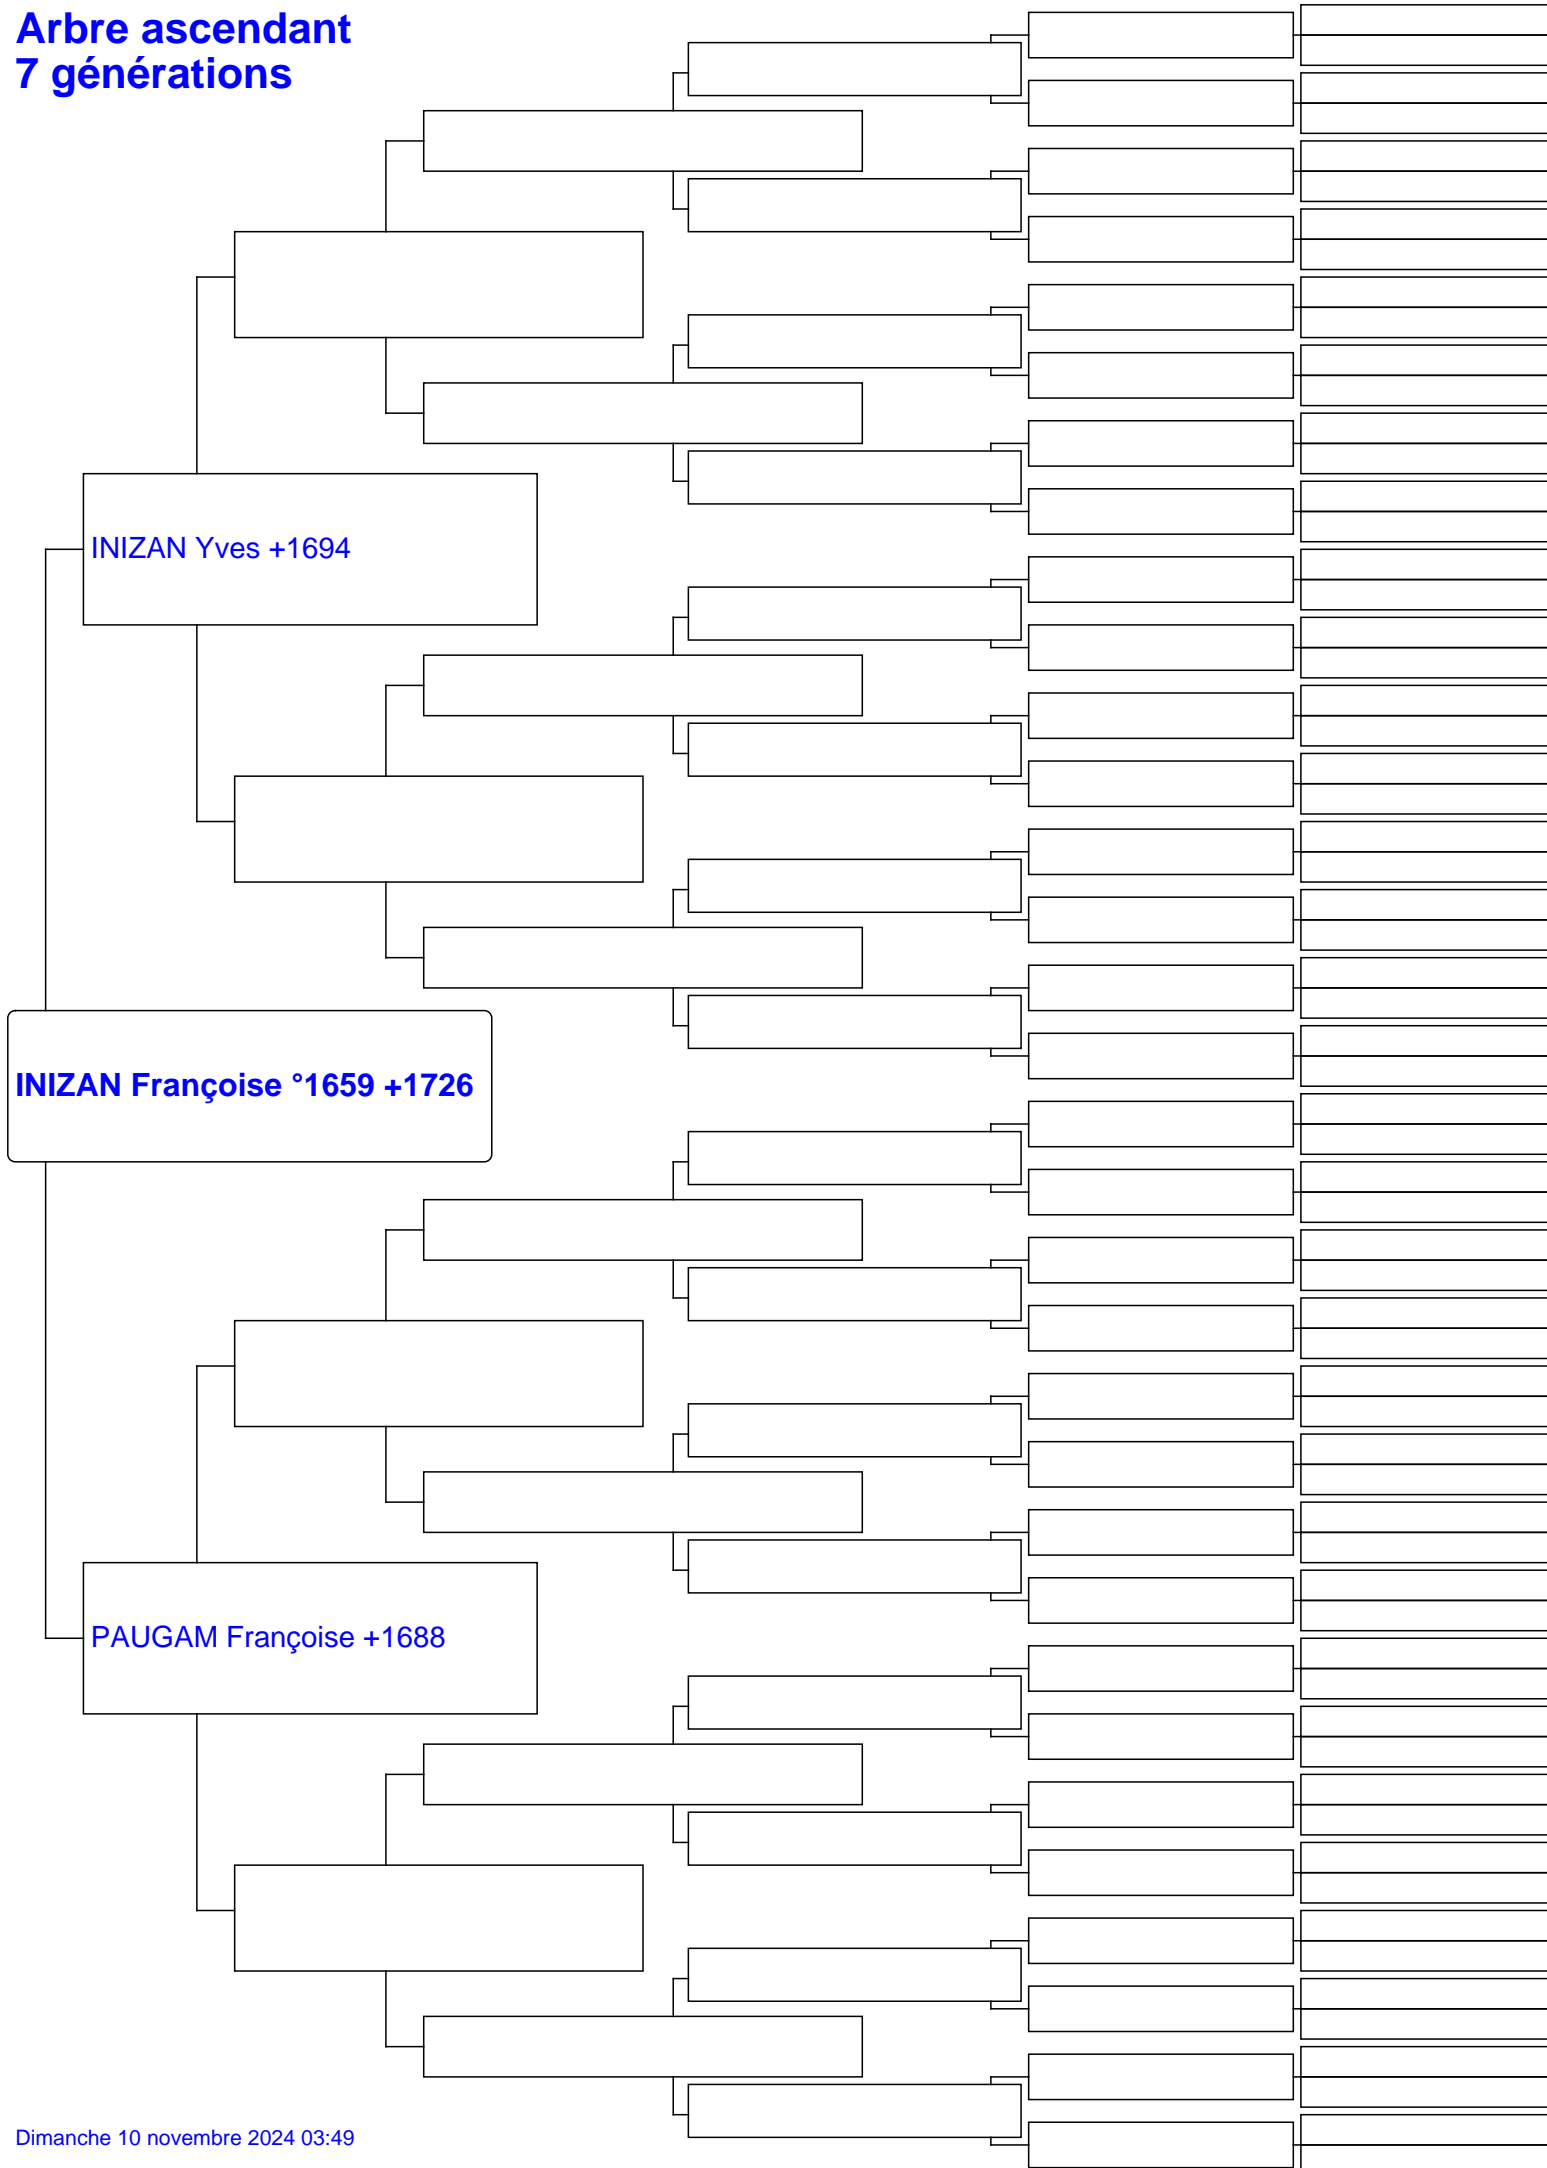 Arbre ascendant
7 générations
INIZAN Yves +1694
INIZAN Françoise °1659 +1726
PAUGAM Françoise +1688
Dimanche 10 novembre 2024 03:49